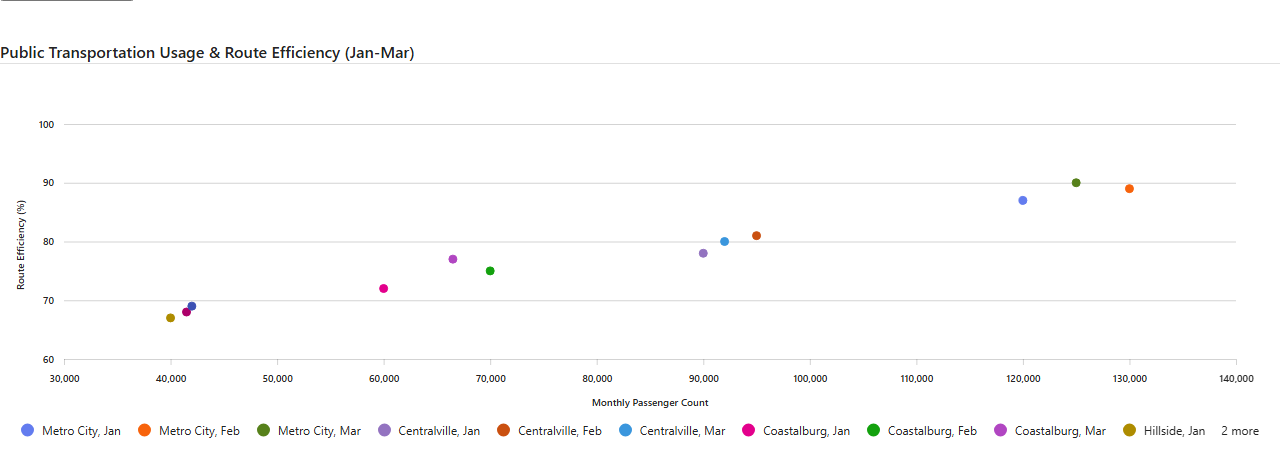 Public Transportation Usage & Route Efficiency (Jan-Mar)
100
90
80
70
60
Route Efficiency (%)
30,000 40,000 50,000 60,000 70,000 80,000 90,000 100,000 110,000 120,000 130,000 140,000
Monthly Passenger Count
Metro City, Jan Metro City, Feb Metro City, Mar Centralville, Jan Centralville, Feb Centralville, Mar Coastalburg, Jan Coastalburg, Feb Coastalburg, Mar Hillside, Jan 2 more